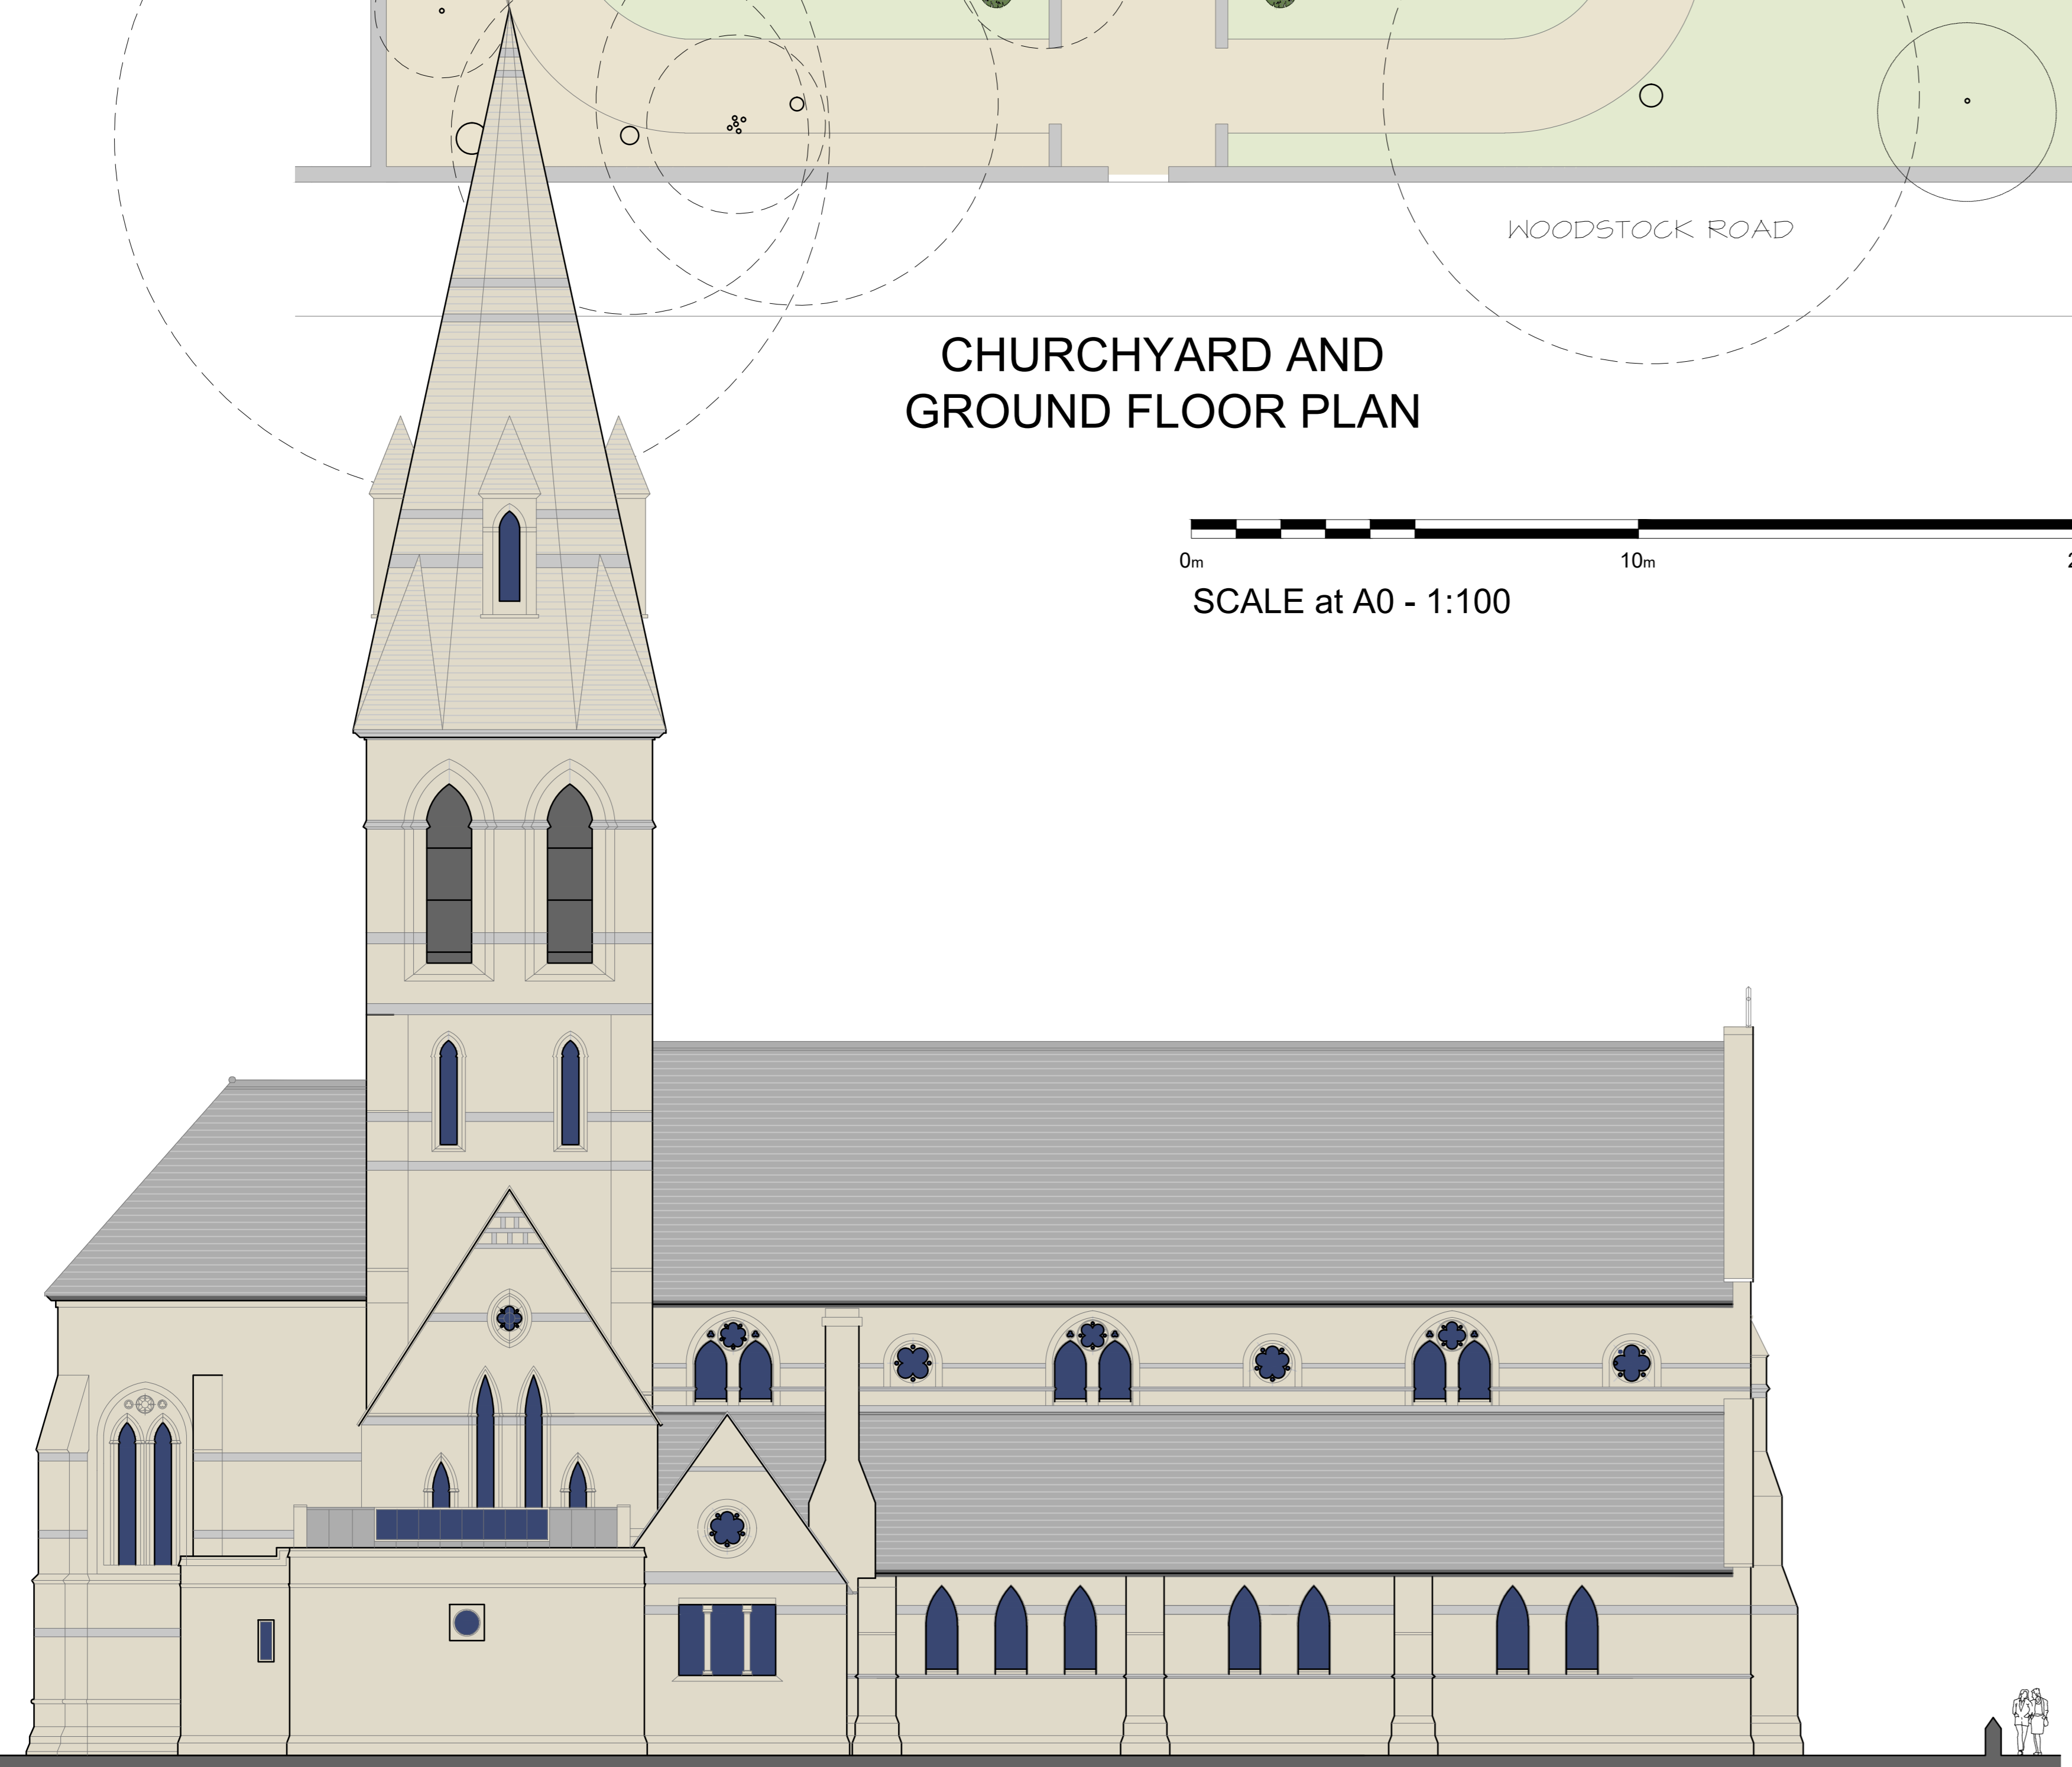 WOODSTOCK ROAD
CHURCHYARD AND
GROUND FLOOR PLAN
0m 10m
SCALE at A0 - 1:100